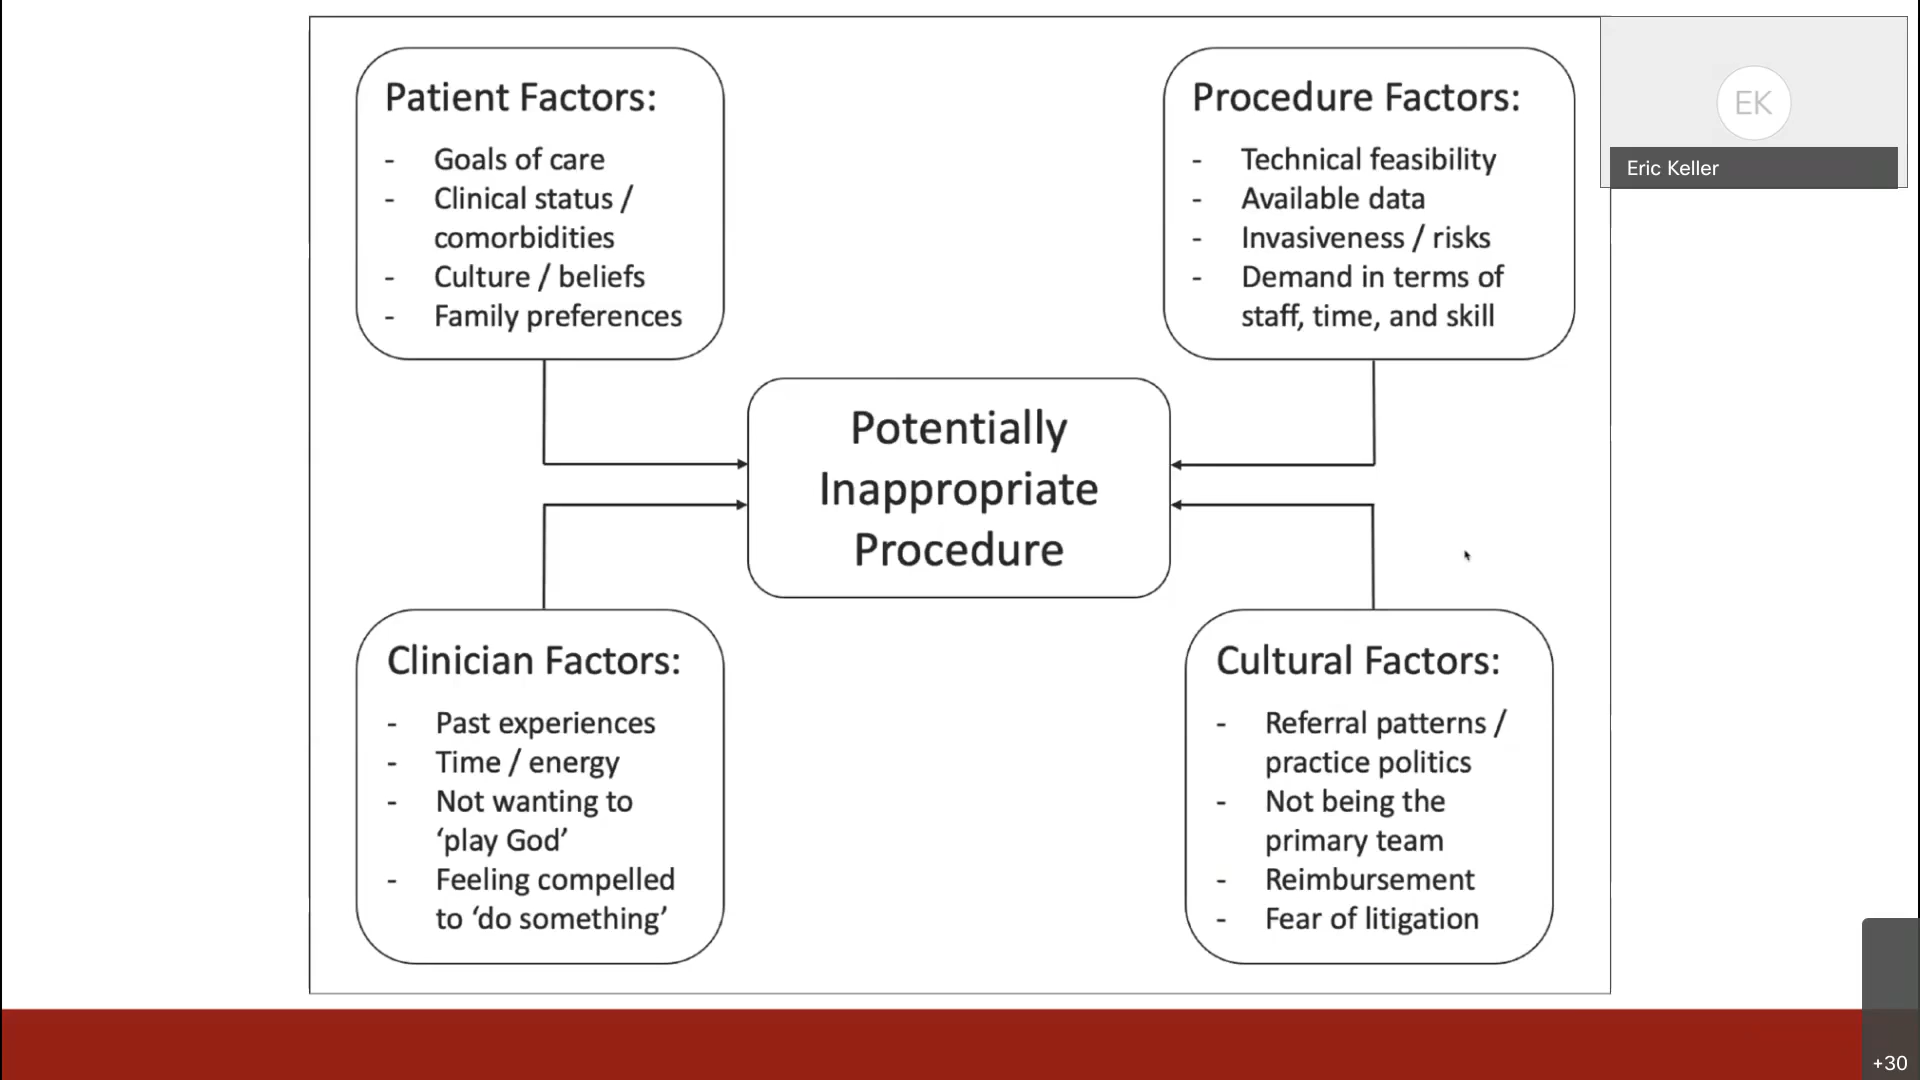 Patient Factors:
- Goals of care
- Clinical status /
comorbidities
- Culture / beliefs
- Family preferences
Procedure Factors:
- Technical feasibility
- Available data
- Invasiveness / risks
- Demand in terms of
staff, time, and skill
EK
Eric Keller
Potentially
Inappropriate
Procedure
Clinician Factors:
- Past experiences
- Time / energy
- Not wanting to
‘play God’
- Feeling compelled
to ‘do something’
Cultural Factors:
- Referral patterns /
practice politics
- Not being the
primary team
- Reimbursement
- Fear of litigation
+30